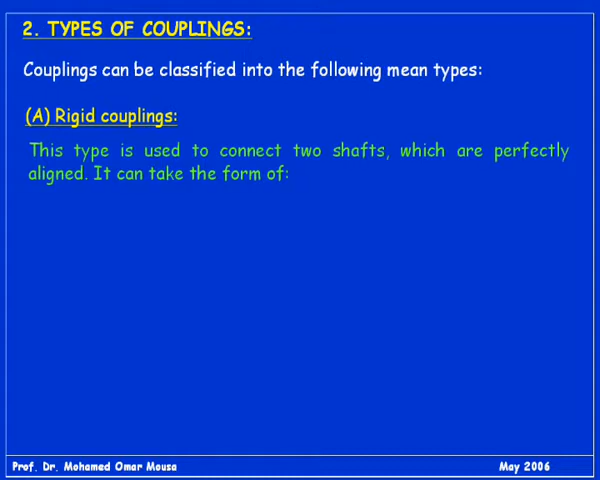 2. TYPES OF COUPLINGS:
Couplings can be classified into the following mean types:
(A) Rigid couplings:
This type is used to connect two shafts, which are perfectly
aligned. It can take the form of:
Prof. Dr. Mohamed Omar Mousa May 2006